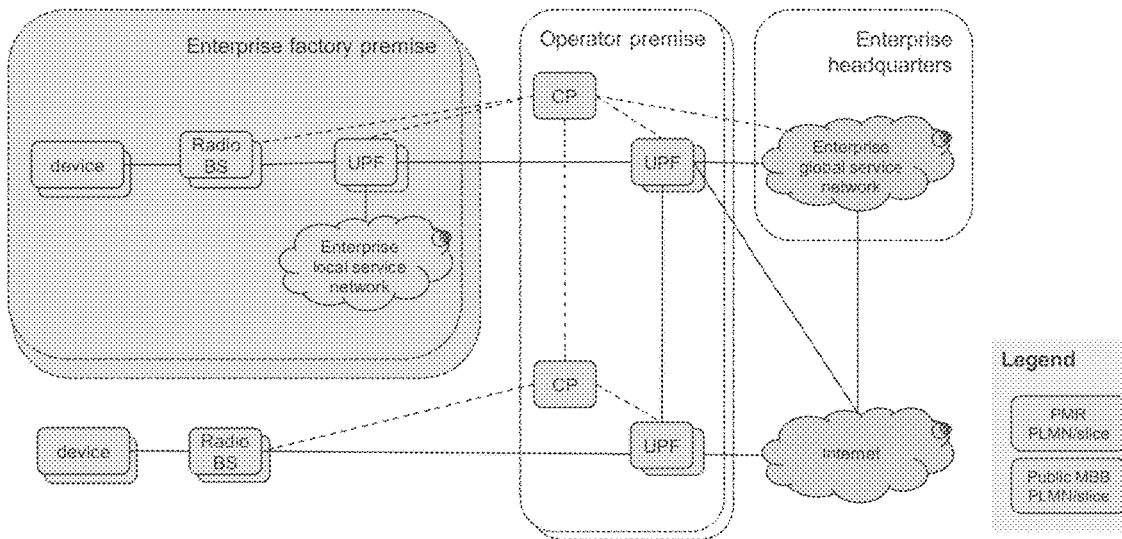 Enterprise factory premise
Operator premise
Enterprise
headquarters
CP
device
Radio
BS
UPF
UPF
Enterprise
global service
network
Enterprise
local service
network
CP
device
Radio
BS
UPF
Internet
Legend
PMR
PLMN/slice
Public MBB
PLMN/slice